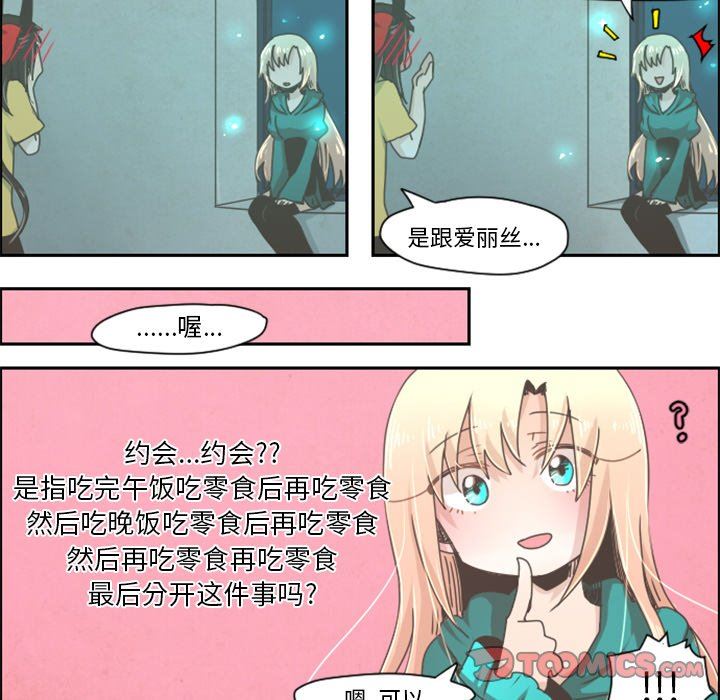 是跟爱丽丝...
......喔...
?
约会...约会??
是指吃完午饭吃零食后再吃零食
然后吃晚饭吃零食后再吃零食
然后再吃零食再吃零食
最后分开这件事吗?
!!!
TOOMICS.COM
嗯,可以